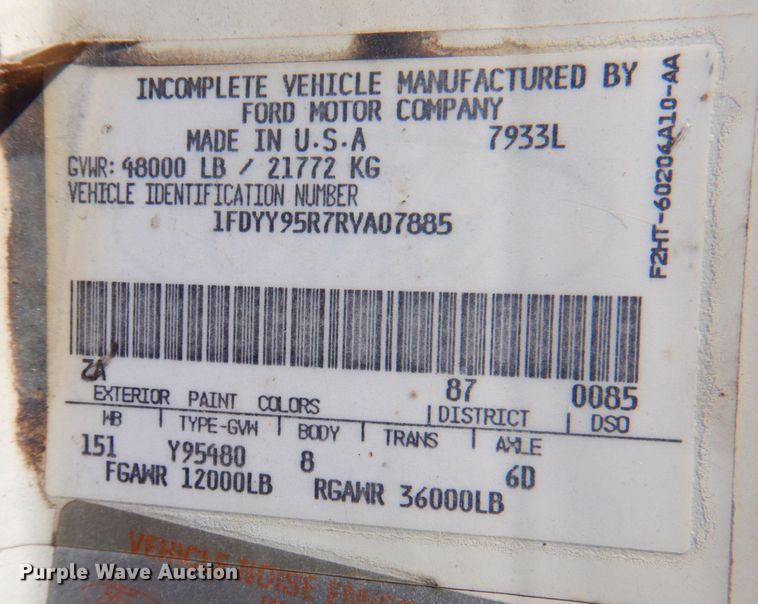 INCOMPLETE VEHICLE MANUFACTURED BY
FORD MOTOR COMPANY
MADE IN U.S.A 7933L
GVWR: 48000 LB / 21772 KG
VEHICLE IDENTIFICATION NUMBER
1FDYY95R7RVA07885
F2HT-60204A10-AA
ZA 87 0085
EXTERIOR PAINT COLORS DISTRICT DSO
WB TYPE-GVW BODY TRANS AXLE
151 Y95480 8 6D
FGAWR 12000LB RGAWR 36000LB
VEHICLE NOISE
Purple Wave Auction